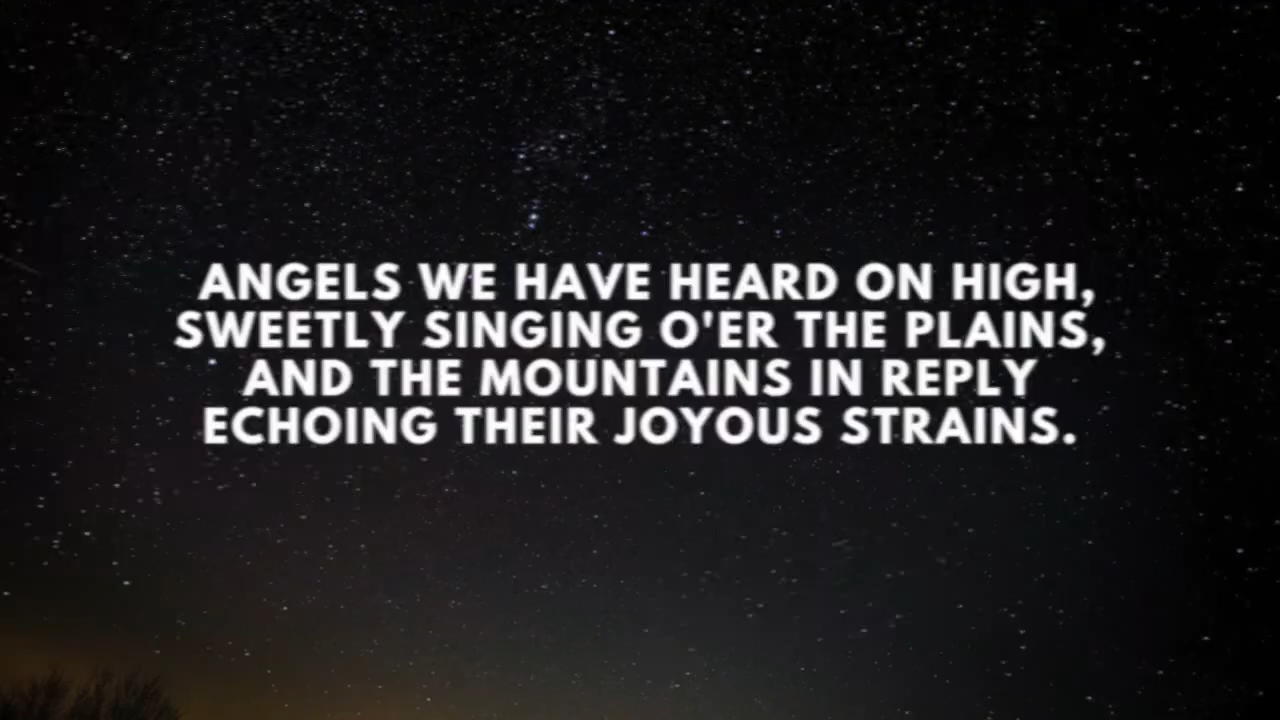 ANGELS WE HAVE HEARD ON HIGH,
SWEETLY SINGING O'ER THE PLAINS,
AND THE MOUNTAINS IN REPLY
ECHOING THEIR JOYOUS STRAINS.